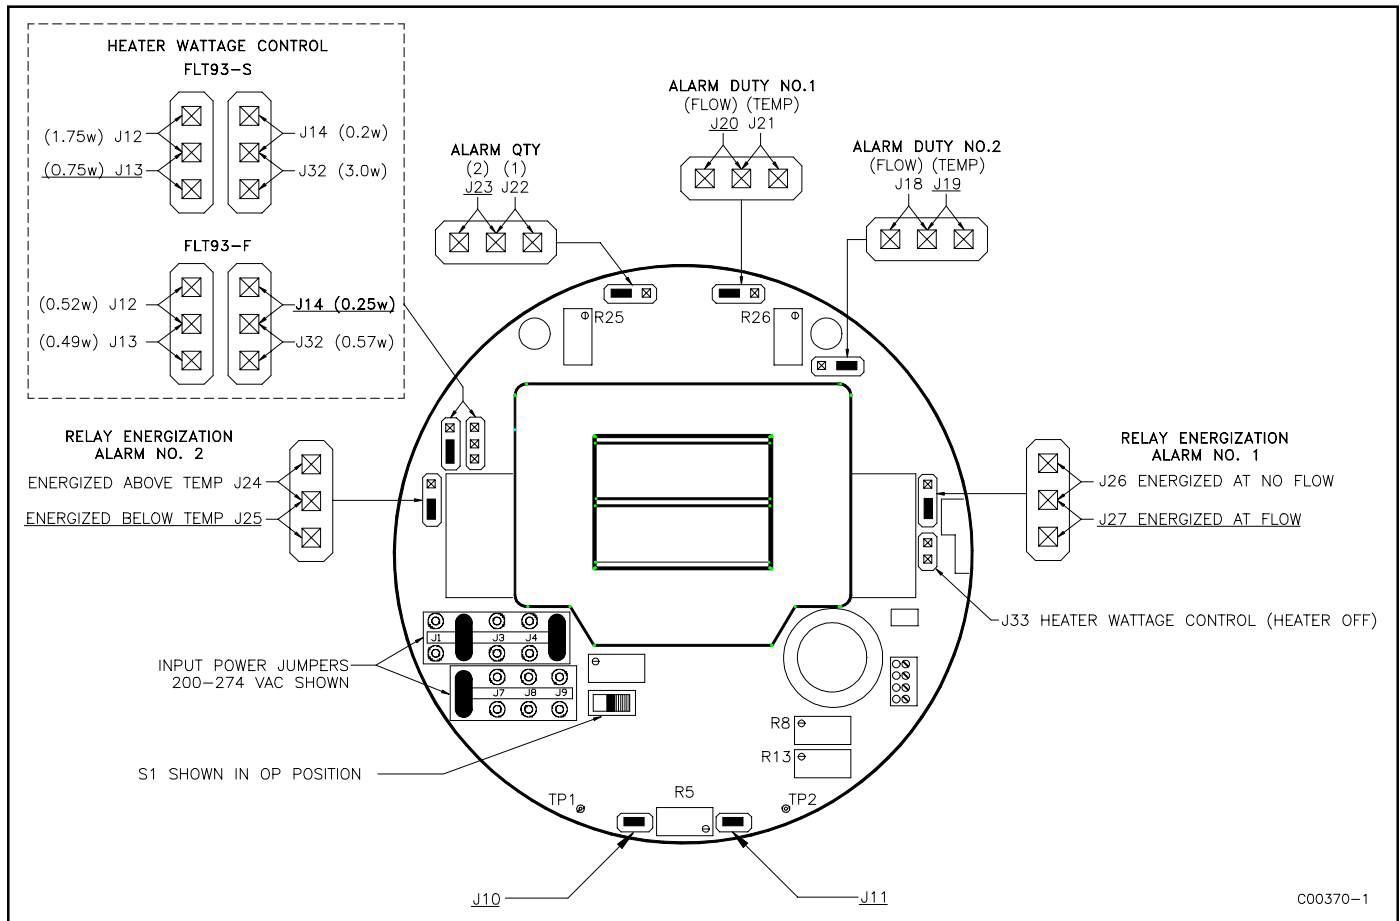 HEATER WATTAGE CONTROL
FLT93-S
(1.75w) J12
J14 (0.2w)
(0.75w) J13
J32 (3.0w)
FLT93-F
(0.52w) J12
J14 (0.25w)
(0.49w) J13
J32 (0.57w)
ALARM QTY
(2) (1)
J23 J22
ALARM DUTY NO.1
(FLOW) (TEMP)
J20 J21
ALARM DUTY NO.2
(FLOW) (TEMP)
J18 J19
R25
R26
RELAY ENERGIZATION
ALARM NO. 2
ENERGIZED ABOVE TEMP J24
ENERGIZED BELOW TEMP J25
RELAY ENERGIZATION
ALARM NO. 1
J26 ENERGIZED AT NO FLOW
J27 ENERGIZED AT FLOW
J33 HEATER WATTAGE CONTROL (HEATER OFF)
J1 J3 J4
J7 J8 J9
INPUT POWER JUMPERS
200-274 VAC SHOWN
S1 SHOWN IN OP POSITION
R8
R13
TP1
R5
TP2
J10
J11
C00370-1